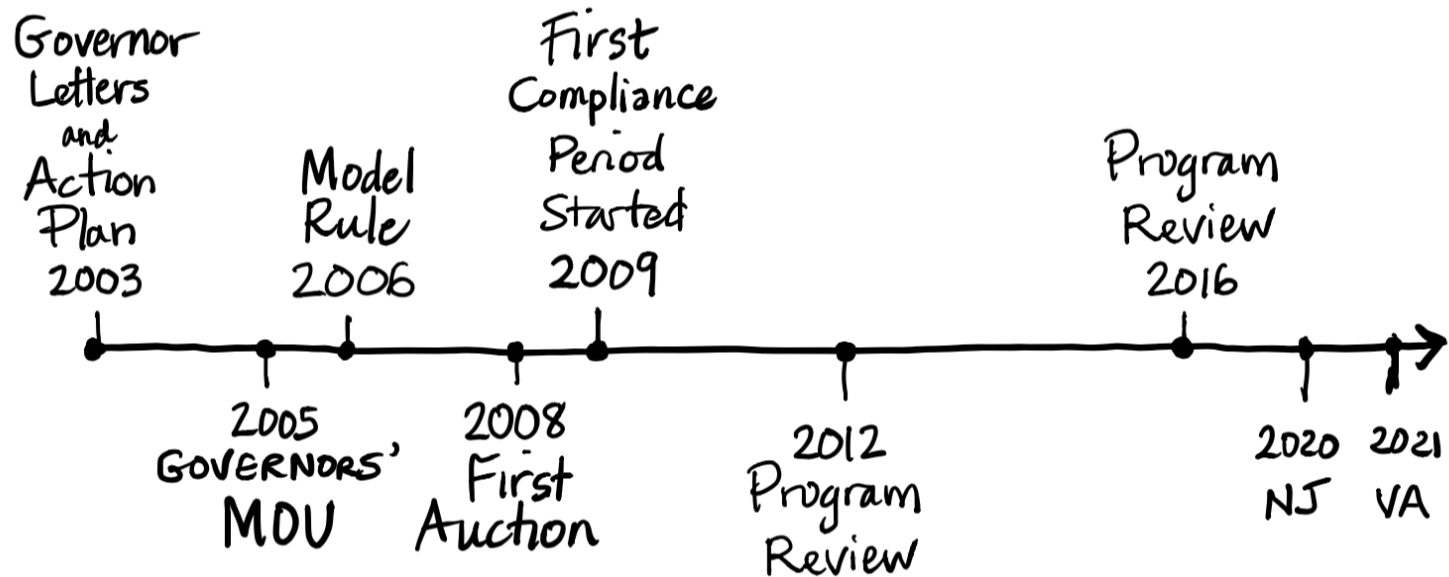 Governor
Letters
and
Action
Plan
2003
2005
GOVERNORS'
MOU
Model
Rule
2006
2008
First
Auction
First
Compliance
Period
Started
2009
2012
Program
Review
Program
Review
2016
2020
NJ
2021
VA